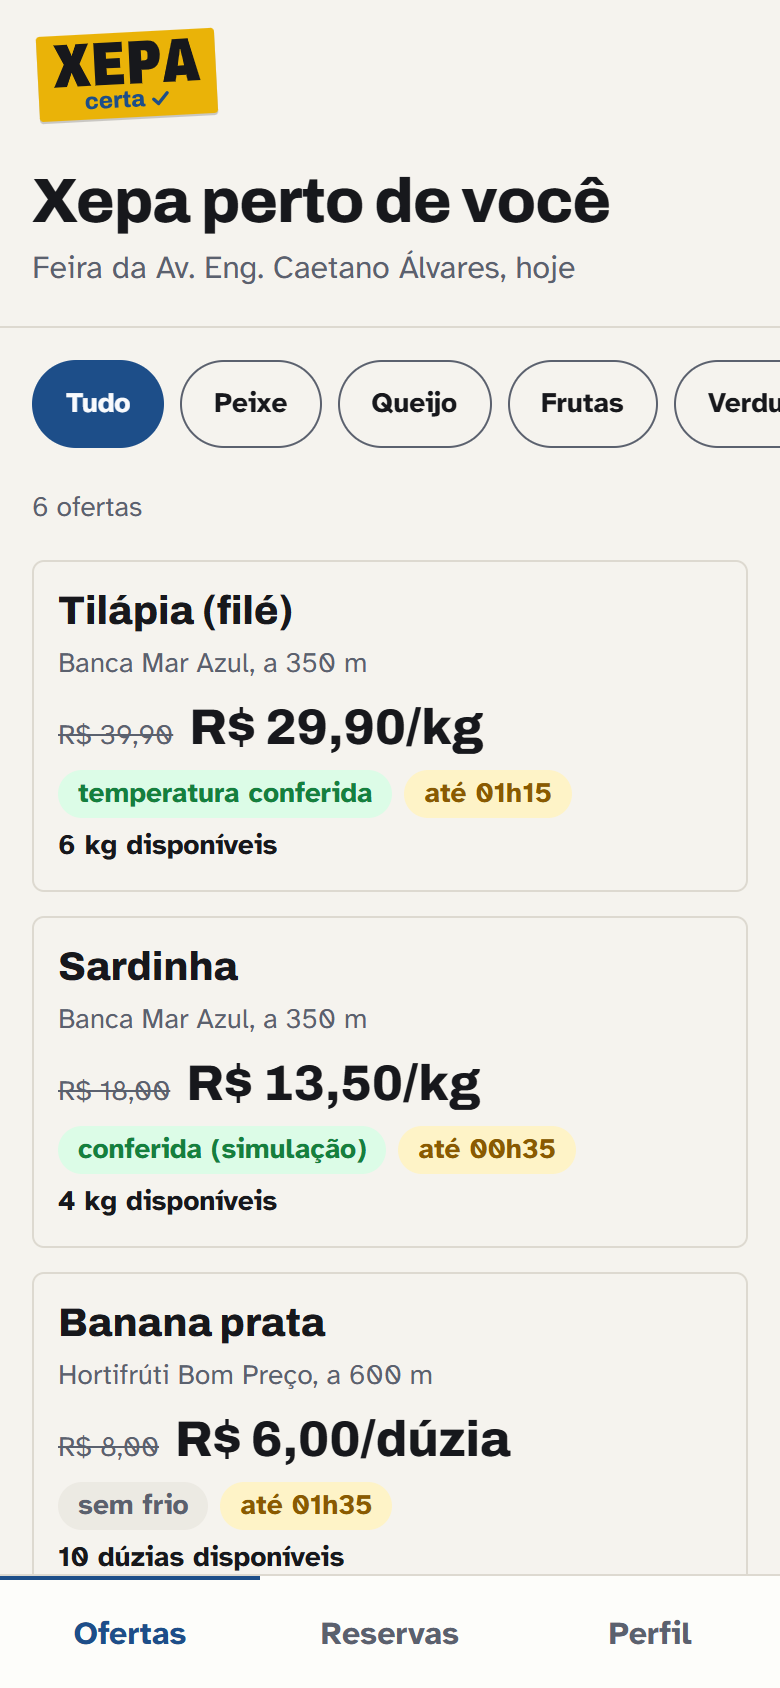 XEPA
certa
Xepa perto de você
Feira da Av. Eng. Caetano Álvares, hoje
Tudo Peixe Queijo Frutas Verdu
6 ofertas
Tilápia (filé)
Banca Mar Azul, a 350 m
R$ 39,90 R$ 29,90/kg
temperatura conferida até 01h15
6 kg disponíveis
Sardinha
Banca Mar Azul, a 350 m
R$ 18,00 R$ 13,50/kg
conferida (simulação) até 00h35
4 kg disponíveis
Banana prata
Hortifrúti Bom Preço, a 600 m
R$ 8,00 R$ 6,00/dúzia
sem frio até 01h35
10 dúzias disponíveis
Ofertas Reservas Perfil